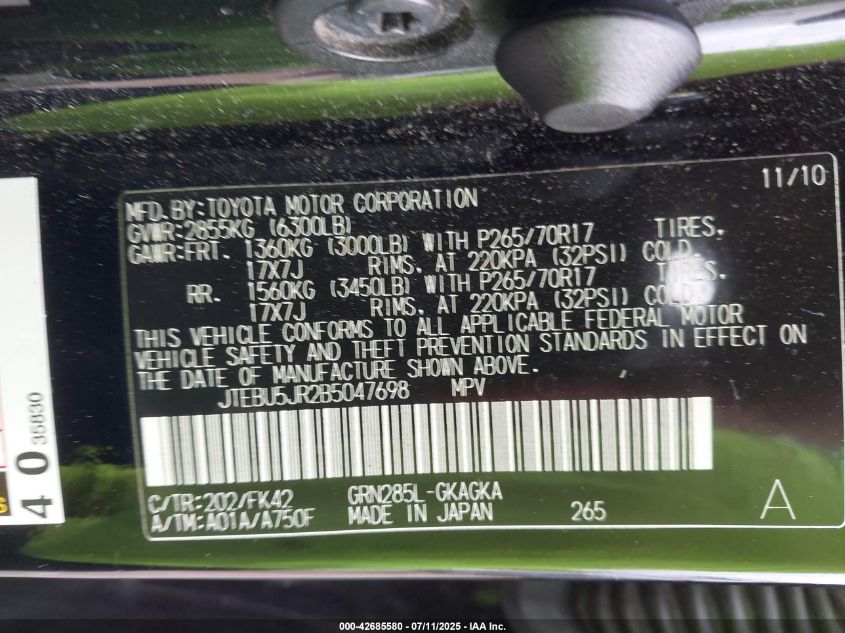 11/10
MFD.BY:TOYOTA MOTOR CORPORATION
GVWR:2855KG (6300LB)
GAWR:FRT. 1360KG (3000LB) WITH P265/70R17 TIRES,
17X7J RIMS, AT 220KPA (32PSI) COLD.
RR. 1560KG (3450LB) WITH P265/70R17 TIRES,
17X7J RIMS, AT 220KPA (32PSI) COLD.
THIS VEHICLE CONFORMS TO ALL APPLICABLE FEDERAL MOTOR
VEHICLE SAFETY AND THEFT PREVENTION STANDARDS IN EFFECT ON
THE DATE OF MANUFACTURE SHOWN ABOVE.
JTEBU5JR2B5047698 MPV
C/TR:202/FK42 GRN285L-GKAGKA
A/TM:A01A/A750F MADE IN JAPAN 265 A
40 35830
000-42685580 - 07/11/2025 - IAA Inc.